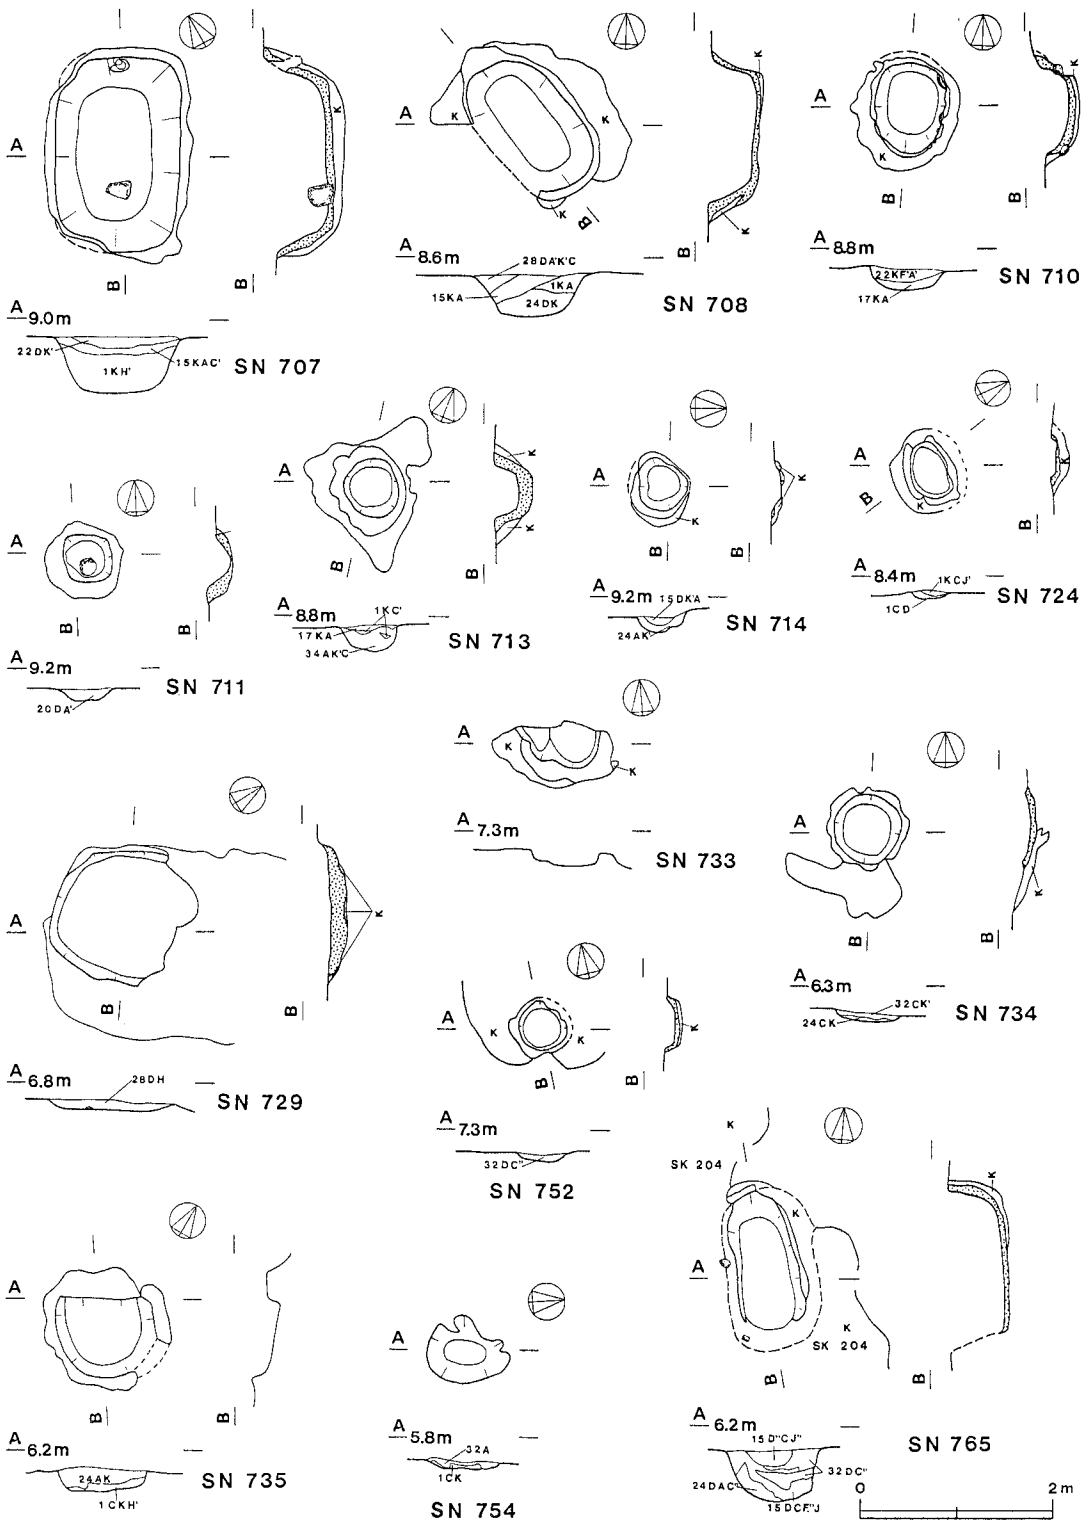 A
B
B
K
A 9.0m
22DK'
15KAC'
1KH'
SN 707
A
K
K
K
B
B
K
K
A 8.6m
28DA'K'C
15KA
1KA
24DK
SN 708
A
K
B
B
K
A 8.8m
22KF'A'
17KA
SN 710
A
B
B
A 9.2m
20DA'
SN 711
A
B
B
K
K
A 8.8m
1KC'
17KA
34AK'C
SN 713
A
K
B
B
K
A 9.2m
15DK'A
24AK
SN 714
A
B
K
B
K
A 8.4m
1KCJ'
1CD
SN 724
A
B
B
K
A 6.8m
28DH
SN 729
A
K
K
A 7.3m
SN 733
A
B
B
K
A 6.3m
32CK'
24CK
SN 734
A
K
K
B
B
K
A 7.3m
32DC"
SN 752
A
B
B
A 6.2m
24AK
1CKH'
SN 735
A
A 5.8m
32A
1CK
SN 754
K
SK 204
K
A
K
SK 204
B
B
K
A 6.2m
15D"CJ"
32DC"
24DAC'
15DCF"J
SN 765
0 2m